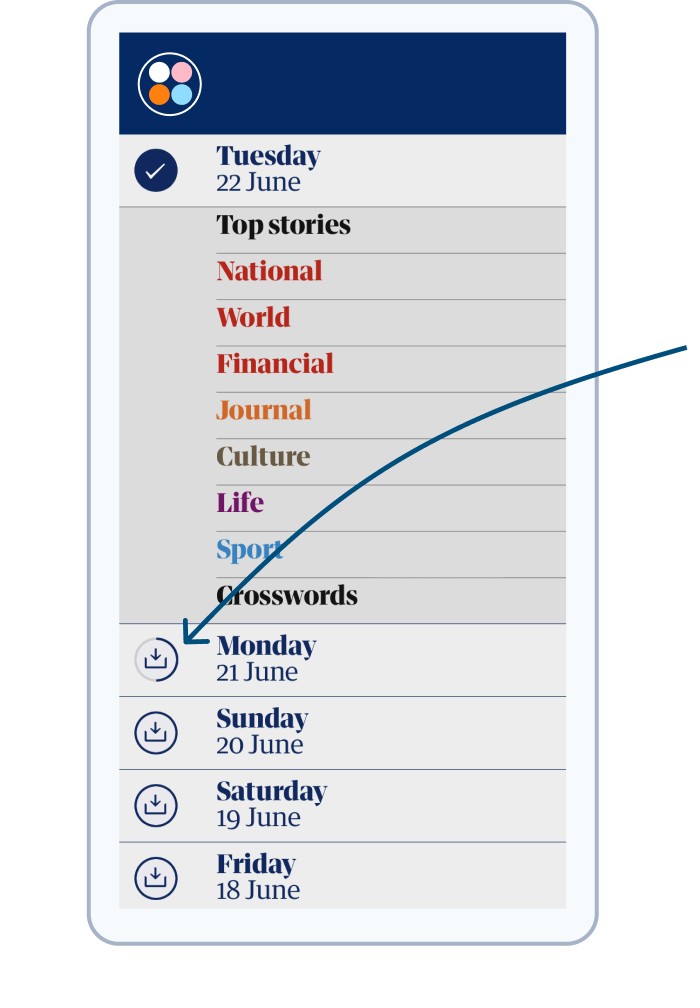 Tuesday
22 June
Top stories
National
World
Financial
Journal
Culture
Life
Sport
Crosswords
Monday
21 June
Sunday
20 June
Saturday
19 June
Friday
18 June